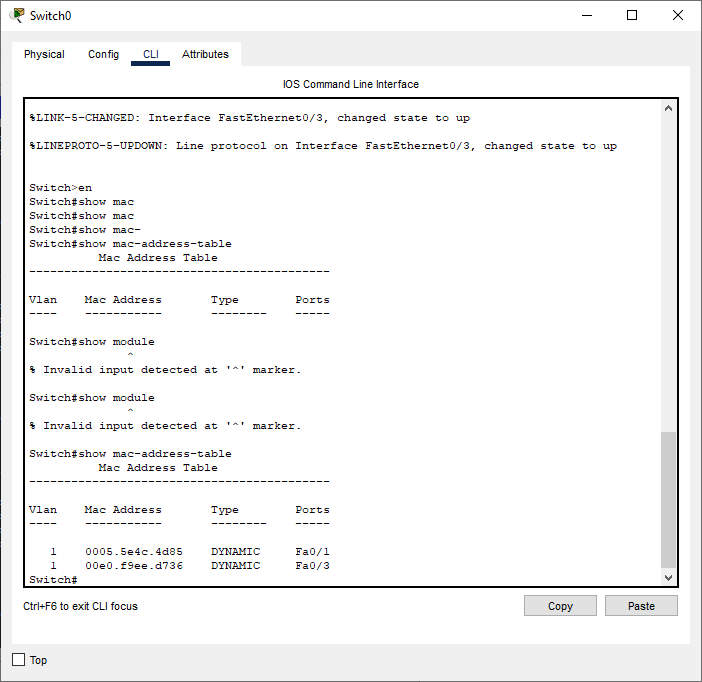 Switch0
Physical Config CLI Attributes
IOS Command Line Interface
%LINK-5-CHANGED: Interface FastEthernet0/3, changed state to up
%LINEPROTO-5-UPDOWN: Line protocol on Interface FastEthernet0/3, changed state to up
Switch>en
Switch#show mac
Switch#show mac
Switch#show mac-
Switch#show mac-address-table
Mac Address Table
-------------------------------------------
Vlan Mac Address Type Ports
---- ----------- -------- -----
Switch#show module
^
% Invalid input detected at '^' marker.
Switch#show module
^
% Invalid input detected at '^' marker.
Switch#show mac-address-table
Mac Address Table
-------------------------------------------
Vlan Mac Address Type Ports
---- ----------- -------- -----
1 0005.5e4c.4d85 DYNAMIC Fa0/1
1 00e0.f9ee.d736 DYNAMIC Fa0/3
Switch#
Ctrl+F6 to exit CLI focus
Copy Paste
Top